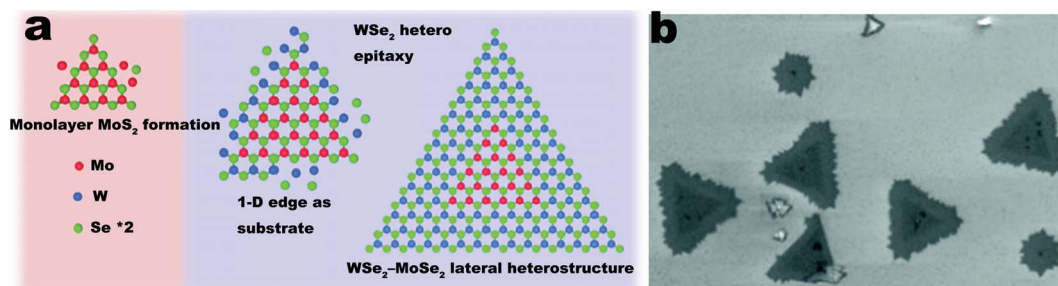 a
Monolayer MoS₂ formation
Mo
W
Se *2
1-D edge as
substrate
WSe₂ hetero
epitaxy
WSe₂–MoSe₂ lateral heterostructure
b